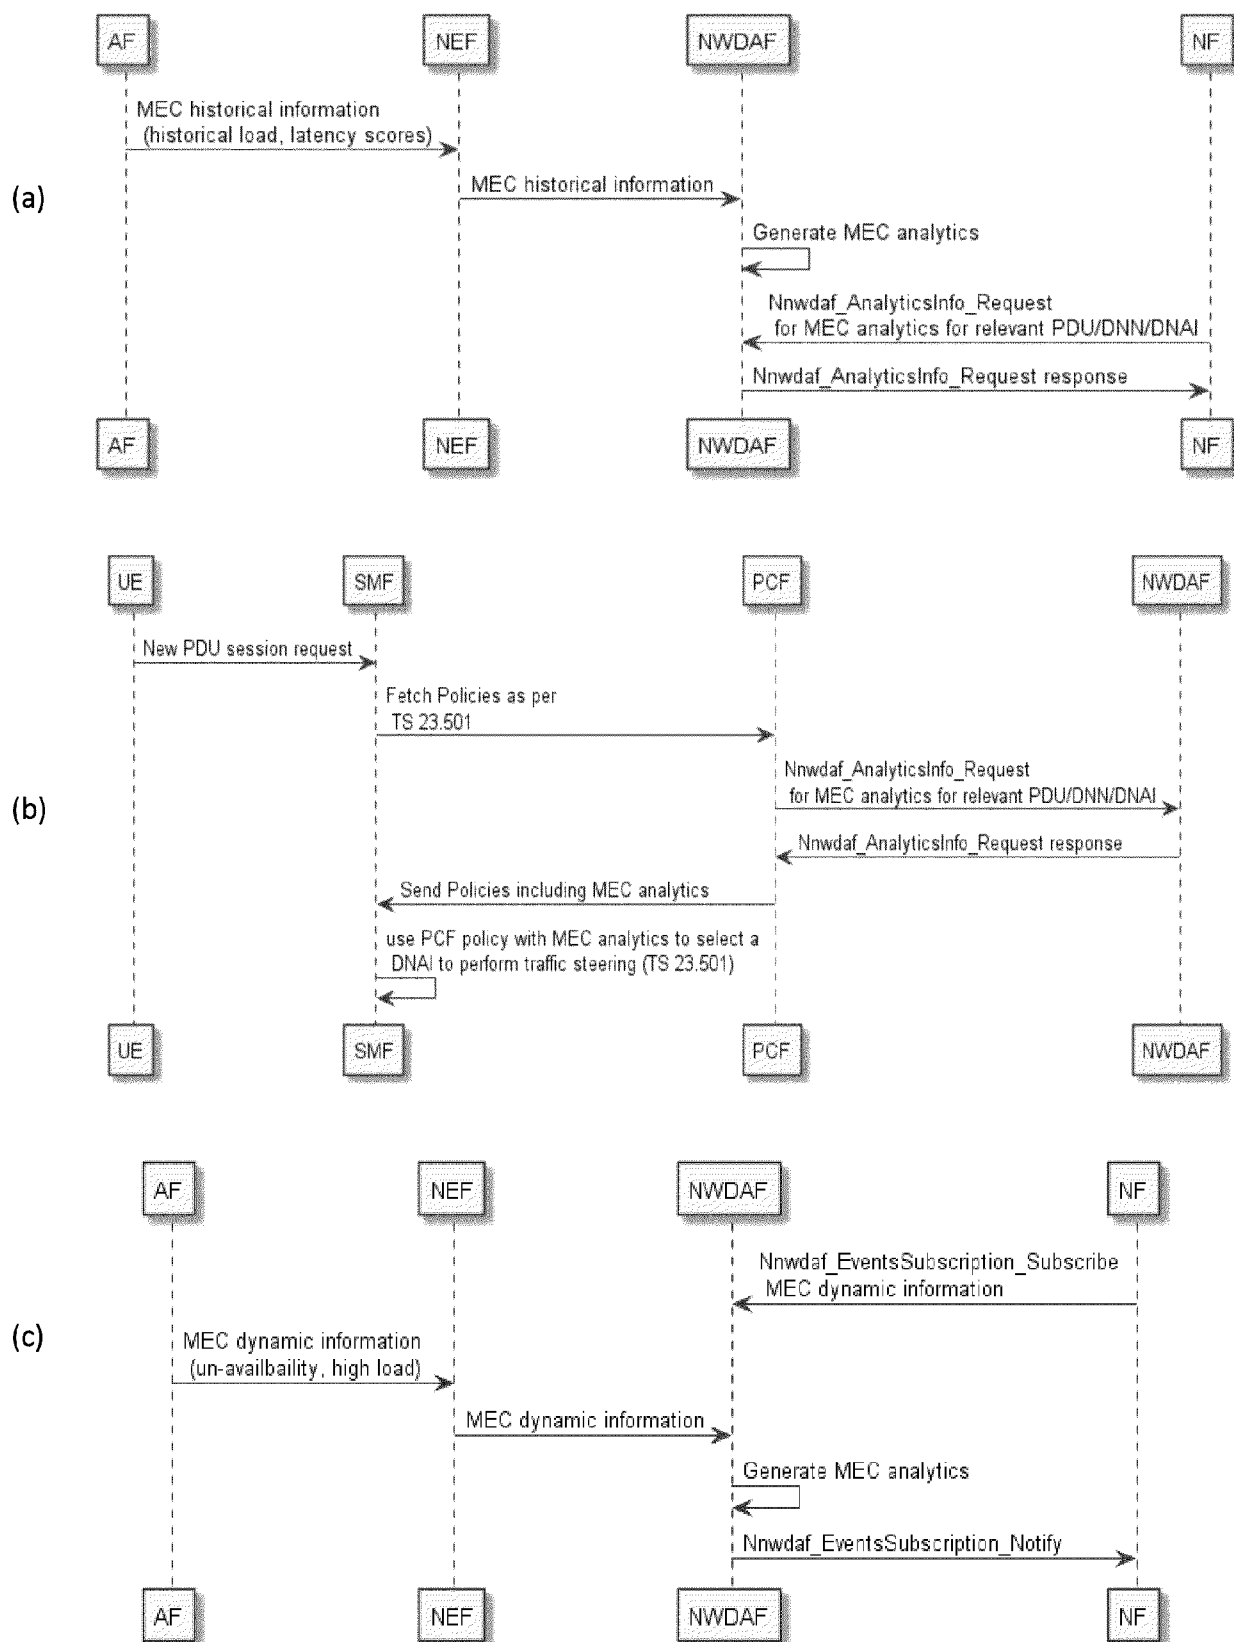 AF NEF NWDAF NF
MEC historical information
(historical load, latency scores)
MEC historical information
(a)
Generate MEC analytics
Nnwdaf_AnalyticsInfo_Request
for MEC analytics for relevant PDU/DNN/DNAI
Nnwdaf_AnalyticsInfo_Request response
AF NEF NWDAF NF
UE SMF PCF NWDAF
New PDU session request
Fetch Policies as per
TS 23.501
Nnwdaf_AnalyticsInfo_Request
for MEC analytics for relevant PDU/DNN/DNAI
(b)
Nnwdaf_AnalyticsInfo_Request response
Send Policies including MEC analytics
use PCF policy with MEC analytics to select a
DNAI to perform traffic steering (TS 23.501)
UE SMF PCF NWDAF
AF NEF NWDAF NF
Nnwdaf_EventsSubscription_Subscribe
MEC dynamic information
(c)
MEC dynamic information
(un-availbaility, high load)
MEC dynamic information
Generate MEC analytics
Nnwdaf_EventsSubscription_Notify
AF NEF NWDAF NF